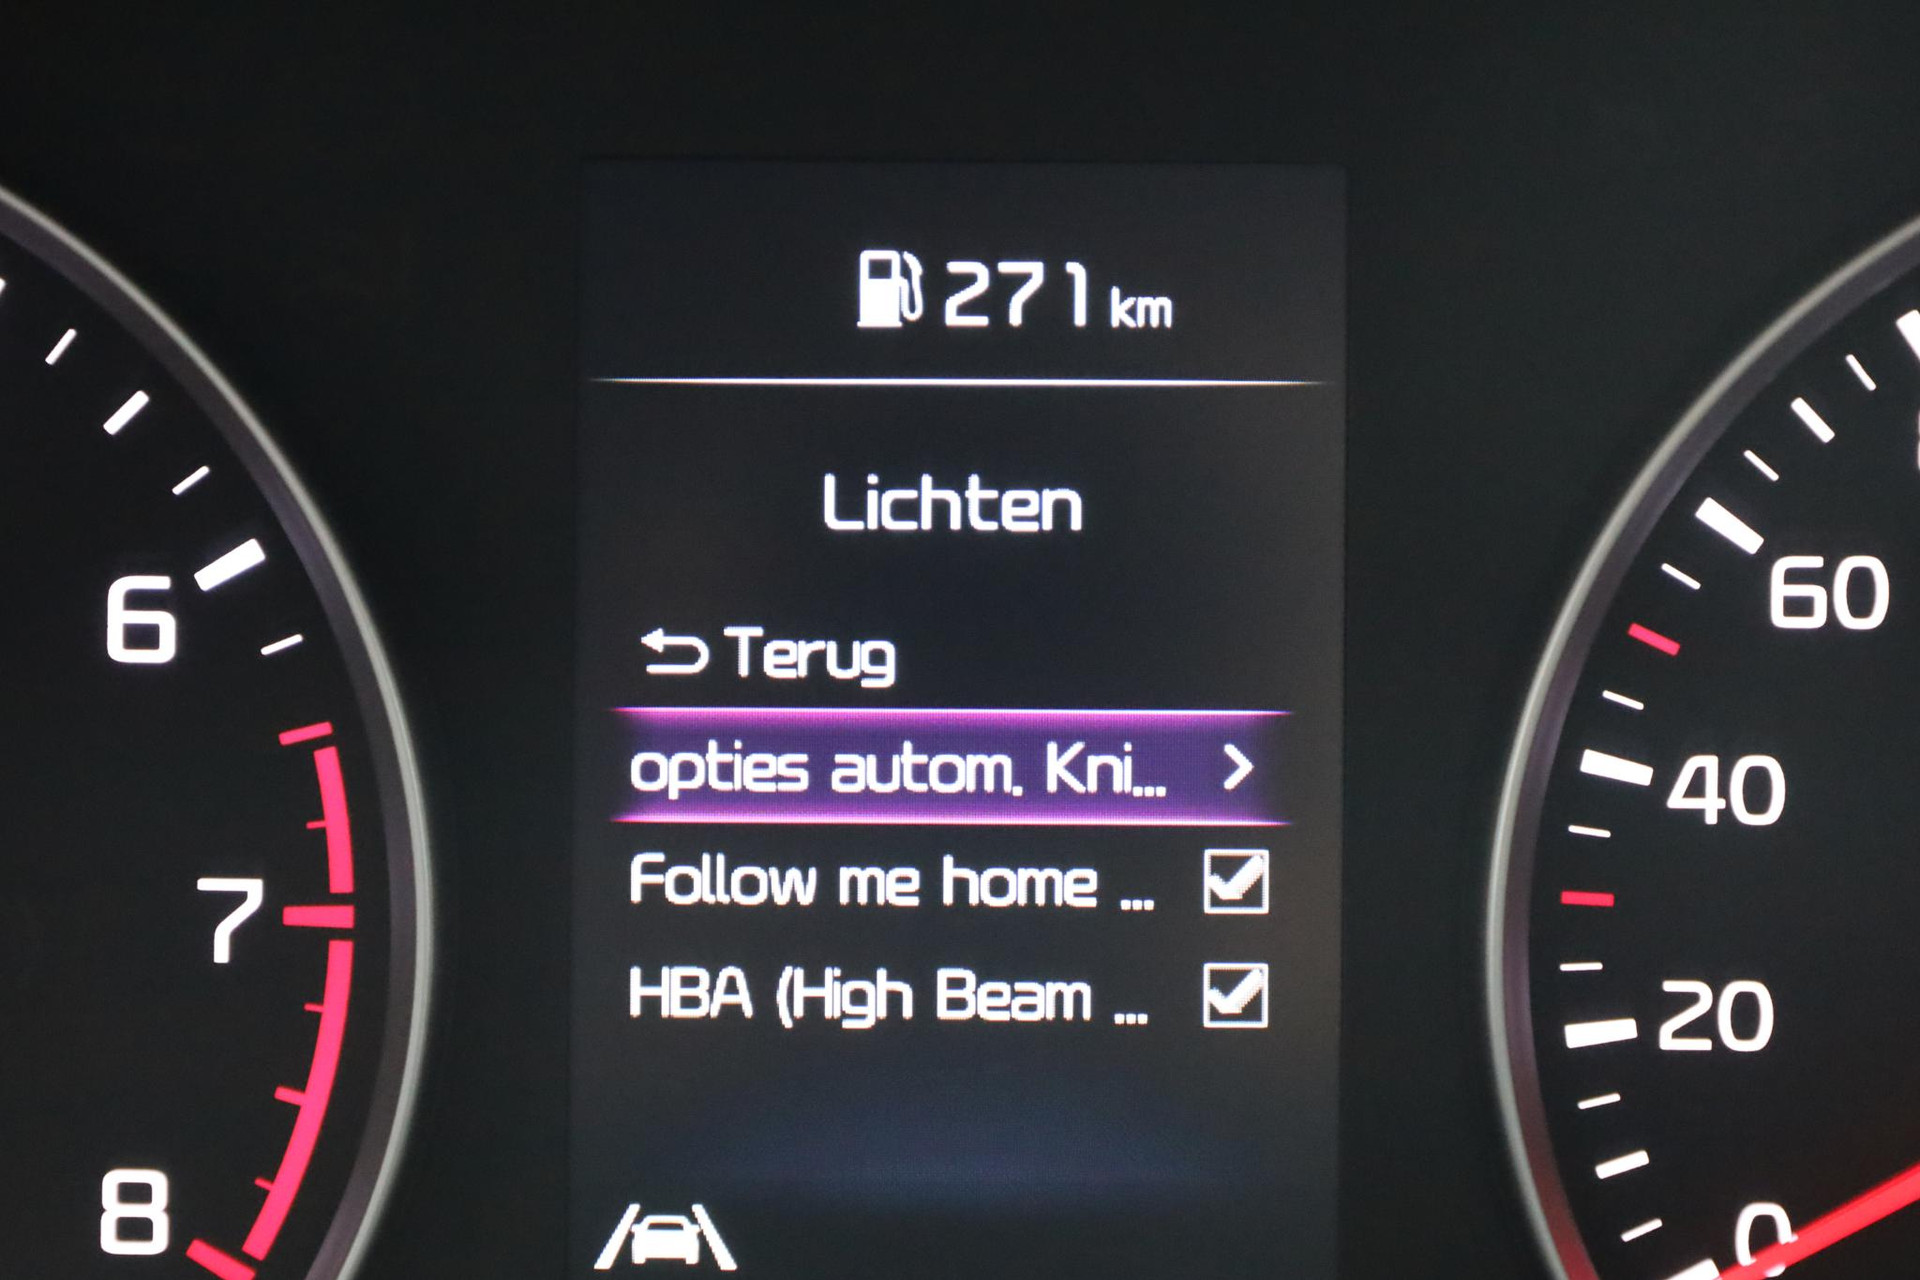 271 km
Lichten
Terug
opties autom. Kni...
Follow me home ...
HBA (High Beam ...
6
7
8
60
40
20
0